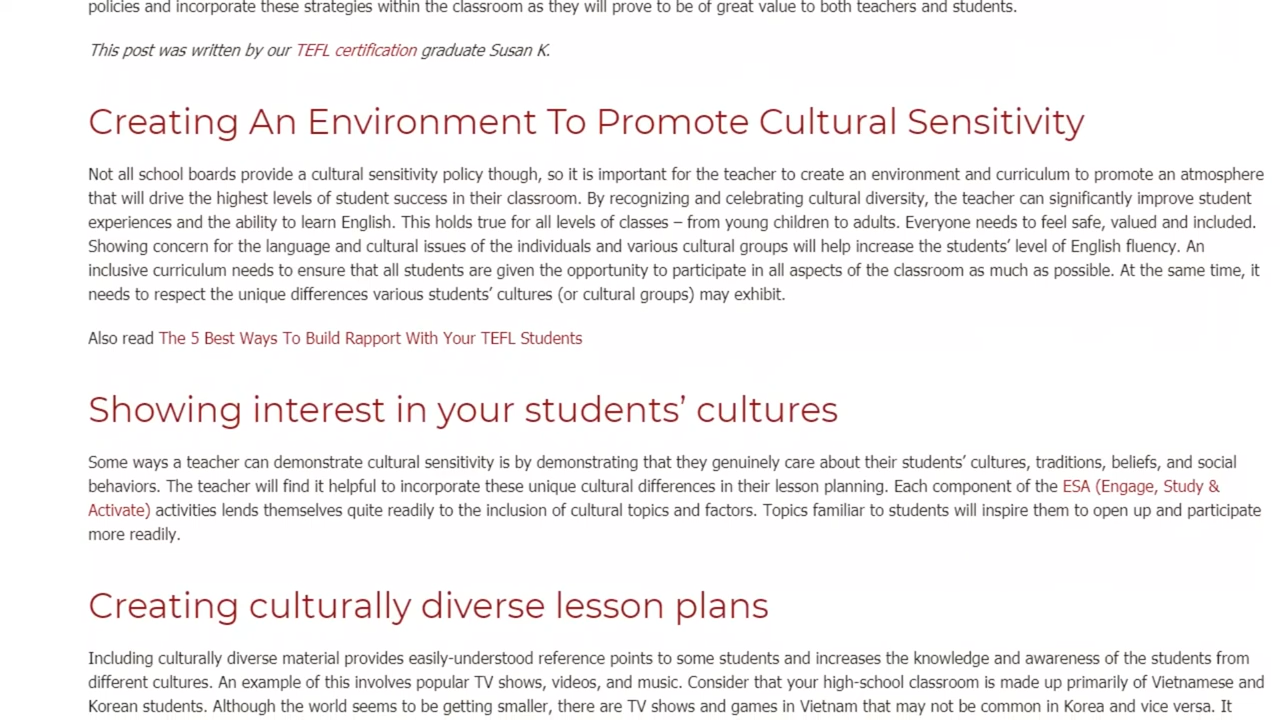 policies and incorporate these strategies within the classroom as they will prove to be of great value to both teachers and students.
This post was written by our TEFL certification graduate Susan K.
Creating An Environment To Promote Cultural Sensitivity
Not all school boards provide a cultural sensitivity policy though, so it is important for the teacher to create an environment and curriculum to promote an atmosphere
that will drive the highest levels of student success in their classroom. By recognizing and celebrating cultural diversity, the teacher can significantly improve student
experiences and the ability to learn English. This holds true for all levels of classes – from young children to adults. Everyone needs to feel safe, valued and included.
Showing concern for the language and cultural issues of the individuals and various cultural groups will help increase the students’ level of English fluency. An
inclusive curriculum needs to ensure that all students are given the opportunity to participate in all aspects of the classroom as much as possible. At the same time, it
needs to respect the unique differences various students’ cultures (or cultural groups) may exhibit.
Also read The 5 Best Ways To Build Rapport With Your TEFL Students
Showing interest in your students’ cultures
Some ways a teacher can demonstrate cultural sensitivity is by demonstrating that they genuinely care about their students’ cultures, traditions, beliefs, and social
behaviors. The teacher will find it helpful to incorporate these unique cultural differences in their lesson planning. Each component of the ESA (Engage, Study &
Activate) activities lends themselves quite readily to the inclusion of cultural topics and factors. Topics familiar to students will inspire them to open up and participate
more readily.
Creating culturally diverse lesson plans
Including culturally diverse material provides easily-understood reference points to some students and increases the knowledge and awareness of the students from
different cultures. An example of this involves popular TV shows, videos, and music. Consider that your high-school classroom is made up primarily of Vietnamese and
Korean students. Although the world seems to be getting smaller, there are TV shows and games in Vietnam that may not be common in Korea and vice versa. It